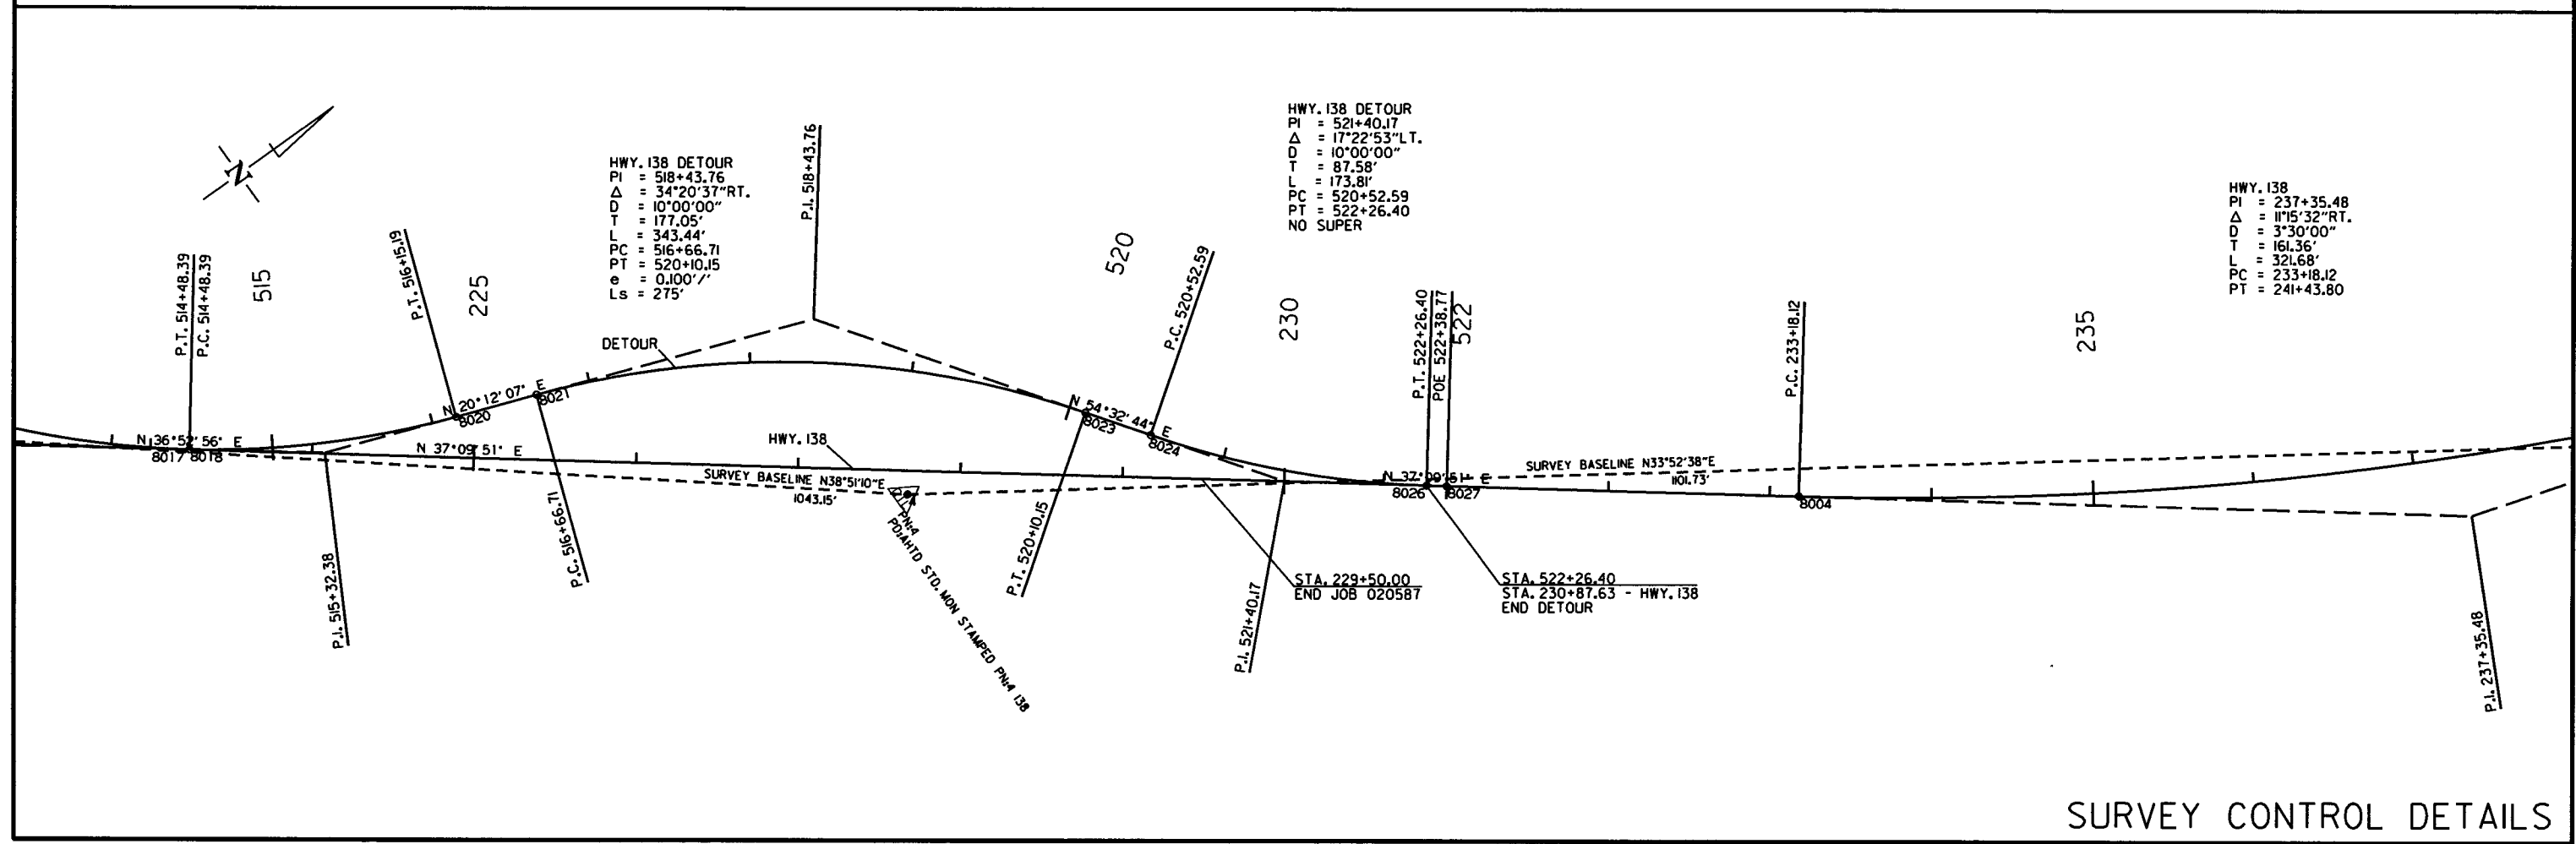 N
HWY. 138 DETOUR
PI = 518+43.76
Δ = 34°20'37"RT.
D = 10°00'00"
T = 177.05'
L = 343.44'
PC = 516+66.71
PT = 520+10.15
e = 0.100'/'
Ls = 275'
HWY. 138 DETOUR
PI = 521+40.17
Δ = 17°22'53"LT.
D = 10°00'00"
T = 87.58'
L = 173.81'
PC = 520+52.59
PT = 522+26.40
NO SUPER
HWY. 138
PI = 237+35.48
Δ = 11°15'32"RT.
D = 3°30'00"
T = 161.36'
L = 321.68'
PC = 233+18.12
PT = 241+43.80
P.T. 514+48.39
P.C. 514+48.39
515
P.T. 516+15.19
225
P.I. 518+43.76
520
P.C. 520+52.59
230
P.T. 522+26.40
POE 522+38.77
522
P.C. 233+18.12
235
DETOUR
N 20°12' 07" E
8020
8021
N 54°32' 44" E
8023
8024
N 36°52' 56" E
8017
8018
N 37°09' 51" E
HWY. 138
SURVEY BASELINE N38°51'10"E
1043.15'
N 37°09'51" E
8026
8027
SURVEY BASELINE N33°52'38"E
1101.73'
8004
P.I. 515+32.38
P.C. 516+66.71
PN:4
PD:AHTD STD. MON STAMPED PN:4 138
P.T. 520+10.15
P.I. 521+40.17
STA. 229+50.00
END JOB 020587
STA. 522+26.40
STA. 230+87.63 - HWY. 138
END DETOUR
P.I. 237+35.48
SURVEY CONTROL DETAILS